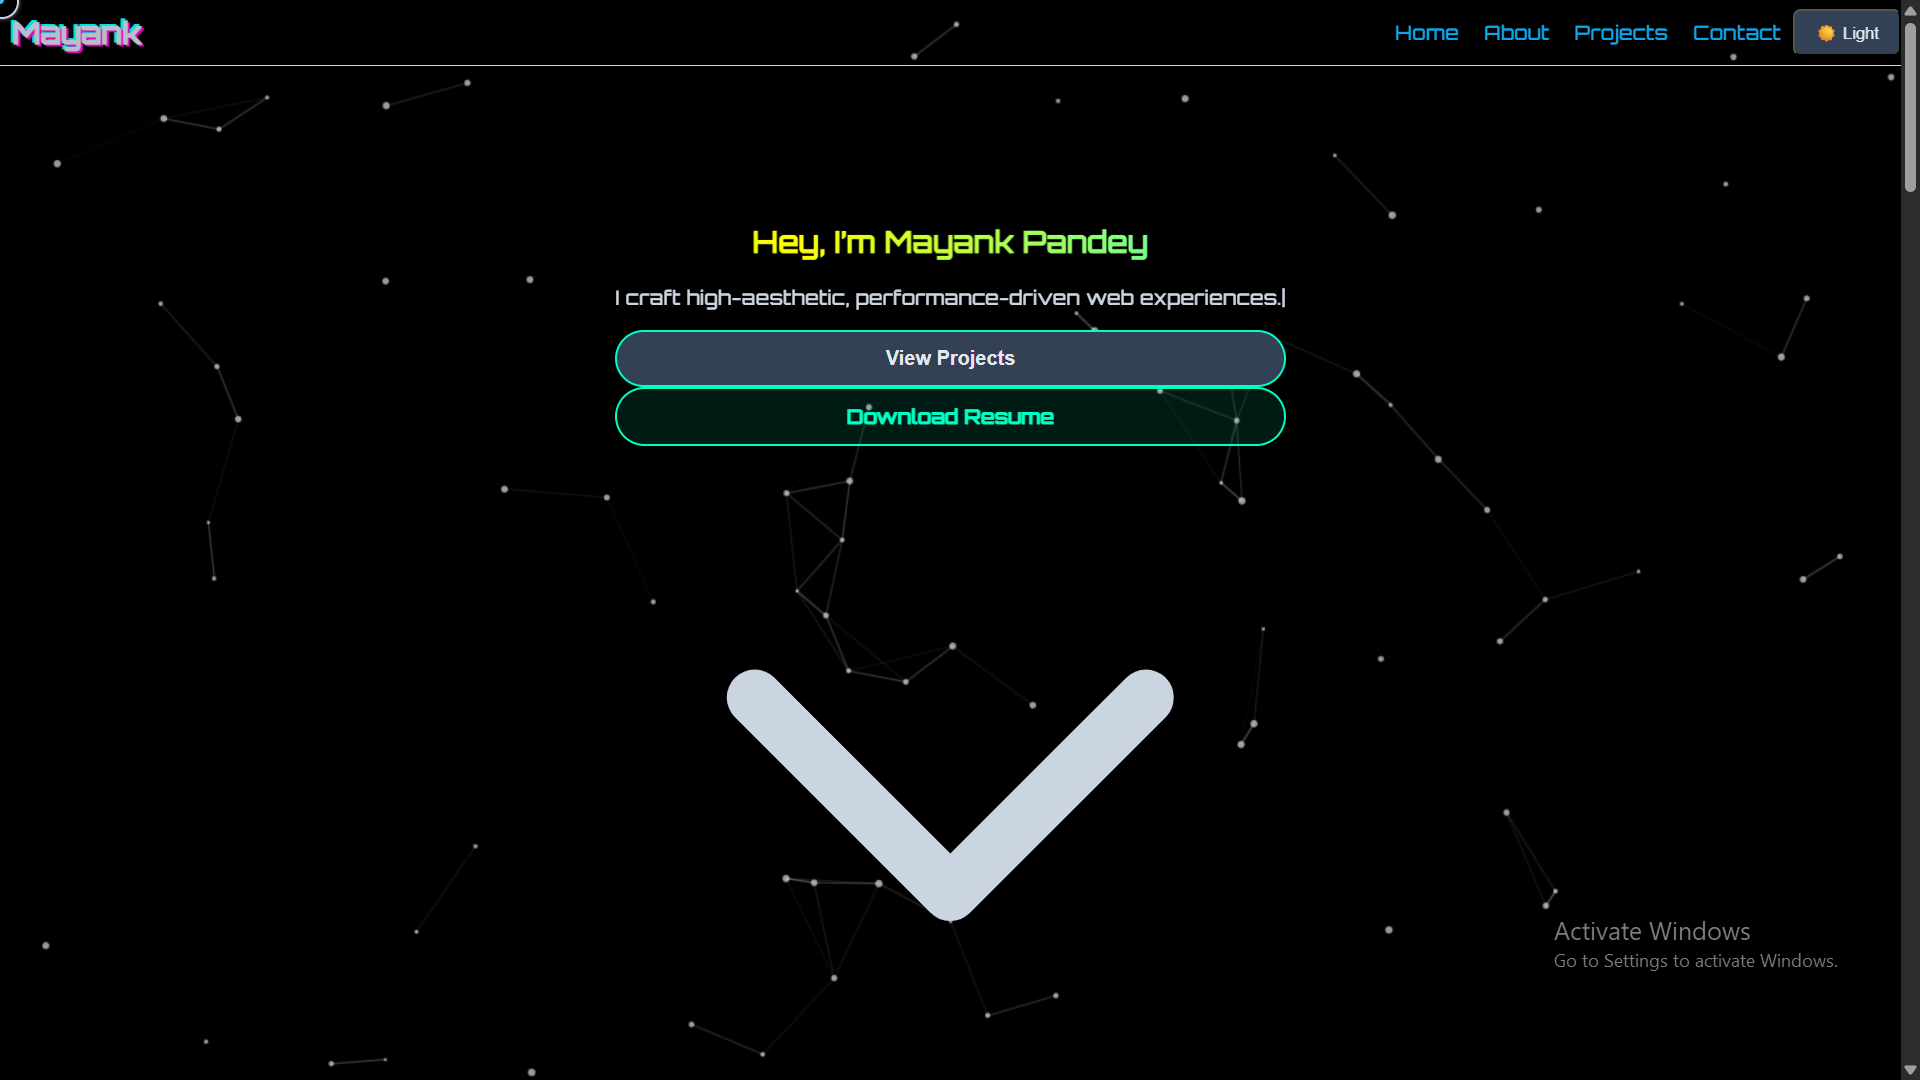 Mayank
Home About Projects Contact Light
Hey, I'm Mayank Pandey
I craft high-aesthetic, performance-driven web experiences.|
View Projects
Download Resume
Activate Windows
Go to Settings to activate Windows.